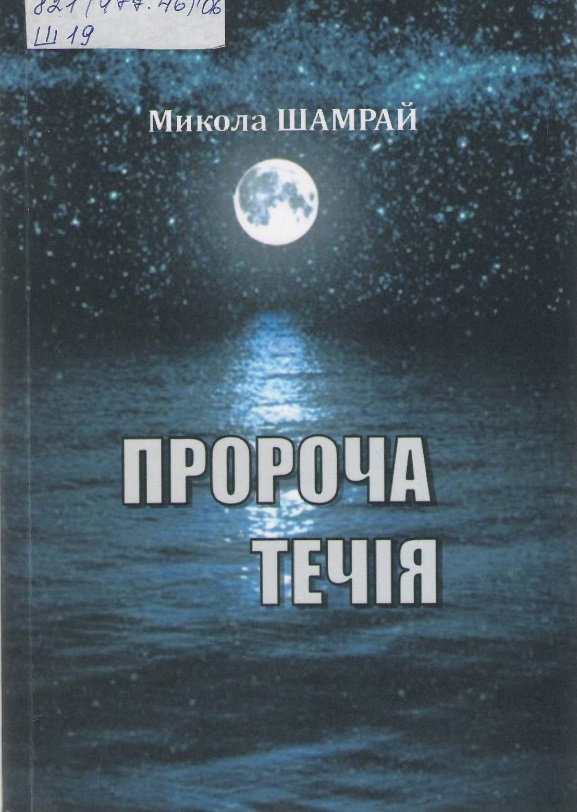 821(477.46)'06
Ш 19
Микола ШАМРАЙ
ПРОРОЧА
ТЕЧІЯ